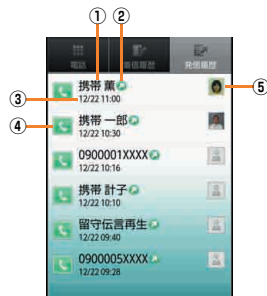 ① ②
電話 着信履歴 発信履歴
携帯 薫
③ 12/22 11:00 ⑤
④ 携帯 一郎
12/22 10:30
0900001XXXX
12/22 10:16
携帯 計子
12/22 10:10
留守伝言再生
12/22 09:40
0900005XXXX
12/22 09:28